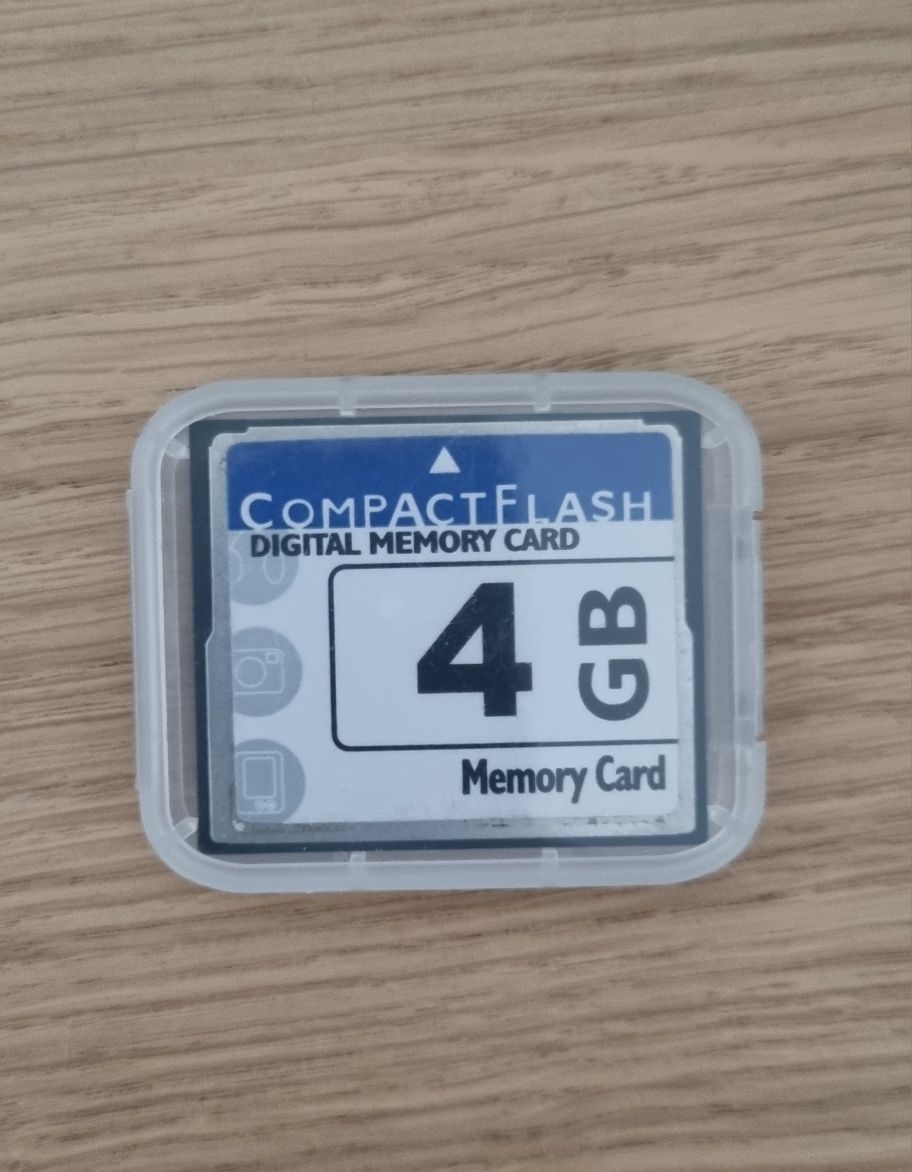 COMPACTFLASH
DIGITAL MEMORY CARD
4 GB
Memory Card